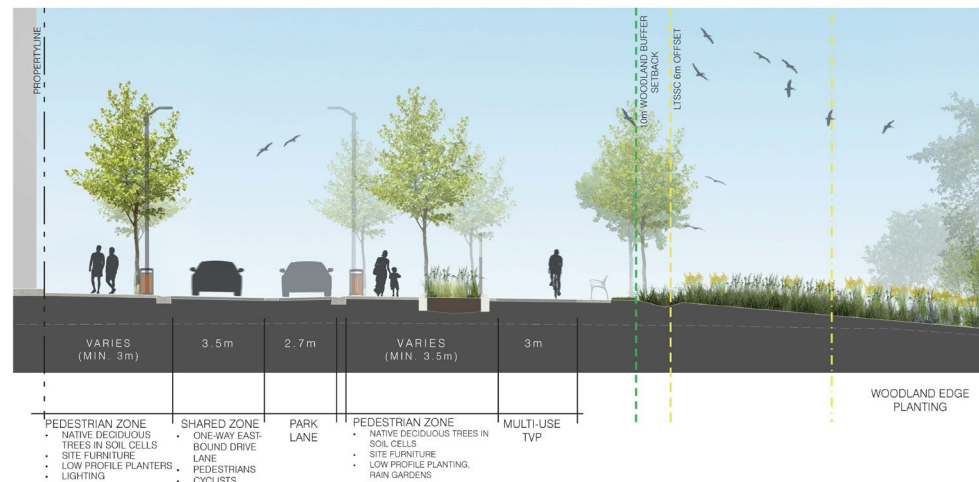 PROPERTYLINE
10m WOODLAND BUFFER
SETBACK
LTSSC 6m OFFSET
VARIES
(MIN. 3m)
3.5m
2.7m
VARIES
(MIN. 3.5m)
3m
WOODLAND EDGE
PLANTING
PEDESTRIAN ZONE
• NATIVE DECIDUOUS
TREES IN SOIL CELLS
• SITE FURNITURE
• LOW PROFILE PLANTERS
• LIGHTING
SHARED ZONE
• ONE-WAY EAST-
BOUND DRIVE
LANE
• PEDESTRIANS
• CYCLISTS
PARK
LANE
PEDESTRIAN ZONE
• NATIVE DECIDUOUS TREES IN
SOIL CELLS
• SITE FURNITURE
• LOW PROFILE PLANTING,
RAIN GARDENS
MULTI-USE
TVP